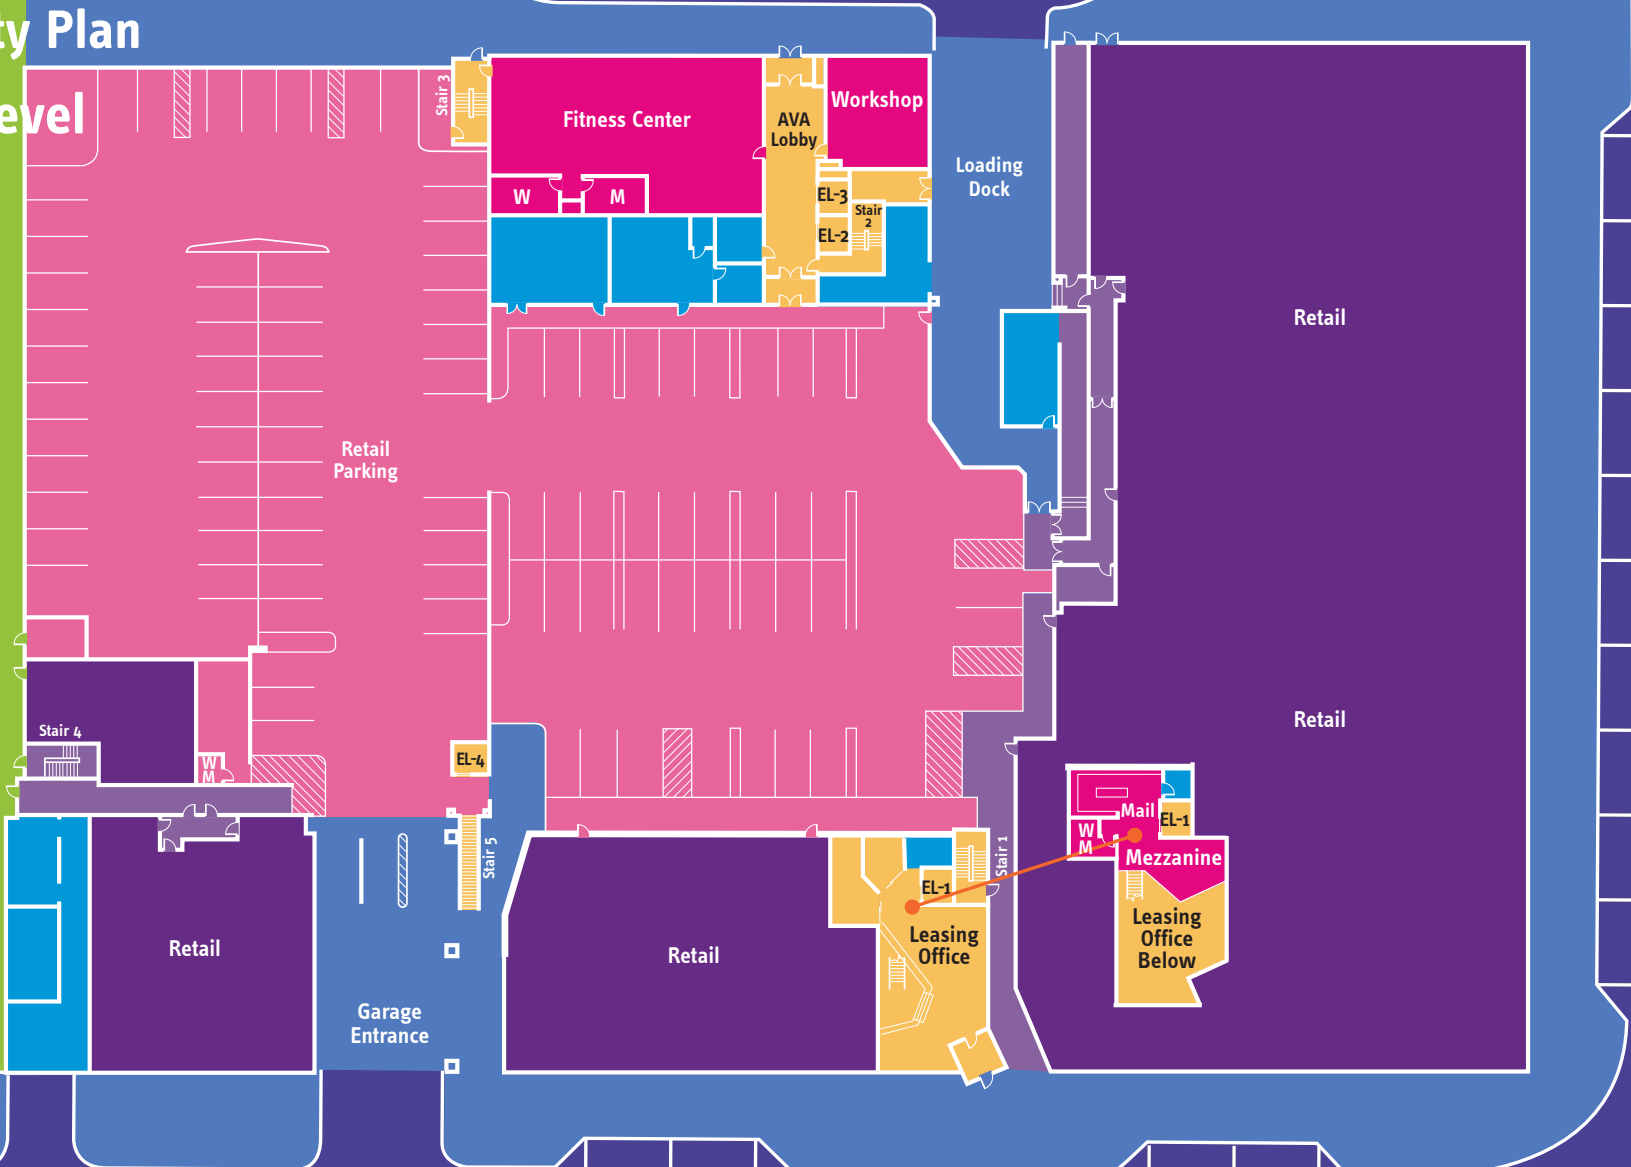 ty Plan
evel
Stair 3
Fitness Center
AVA
Lobby
Workshop
Loading
Dock
W
M
EL-3
Stair
2
EL-2
Retail
Retail
Parking
Retail
Stair 4
W
M
EL-4
Stair 5
Stair 1
Mail
EL-1
W
M
Mezzanine
EL-1
Leasing
Office
Leasing
Office
Below
Retail
Retail
Garage
Entrance